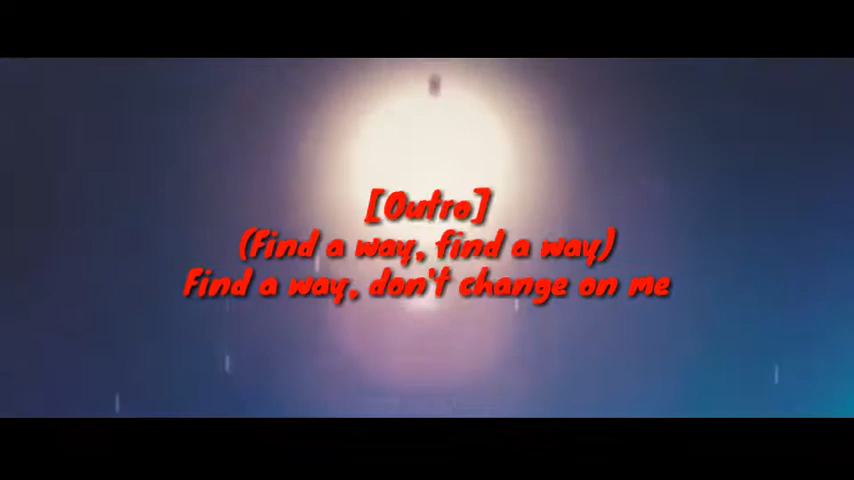 [Outro]
(Find a way, find a way)
Find a way, don't change on me